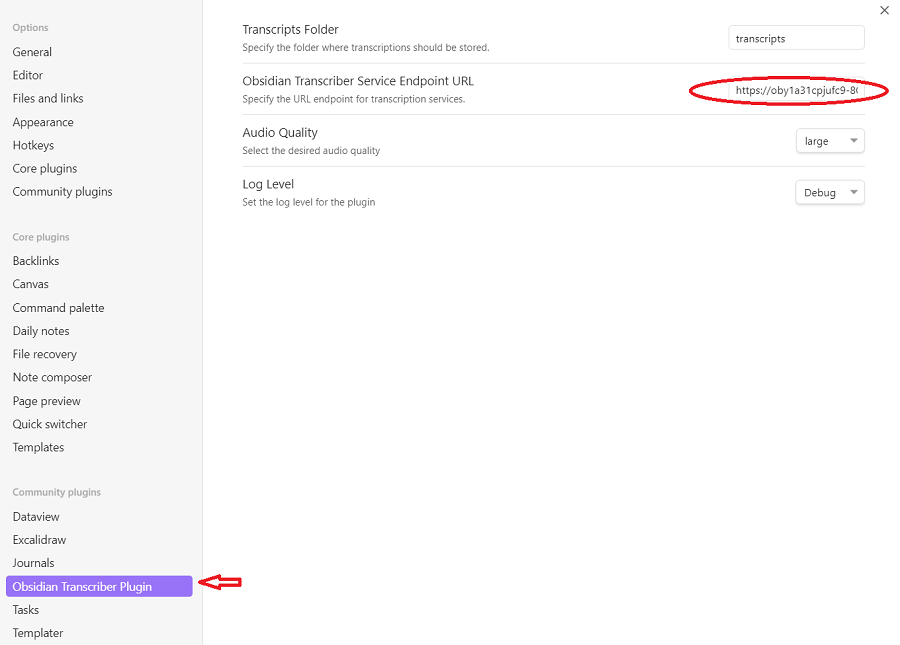 Options
General
Editor
Files and links
Appearance
Hotkeys
Core plugins
Community plugins
Core plugins
Backlinks
Canvas
Command palette
Daily notes
File recovery
Note composer
Page preview
Quick switcher
Templates
Community plugins
Dataview
Excalidraw
Journals
Obsidian Transcriber Plugin
Tasks
Templater
Transcripts Folder
Specify the folder where transcriptions should be stored.
transcripts
Obsidian Transcriber Service Endpoint URL
Specify the URL endpoint for transcription services.
https://oby1a31cpjufc9-80
Audio Quality
Select the desired audio quality
large
Log Level
Set the log level for the plugin
Debug